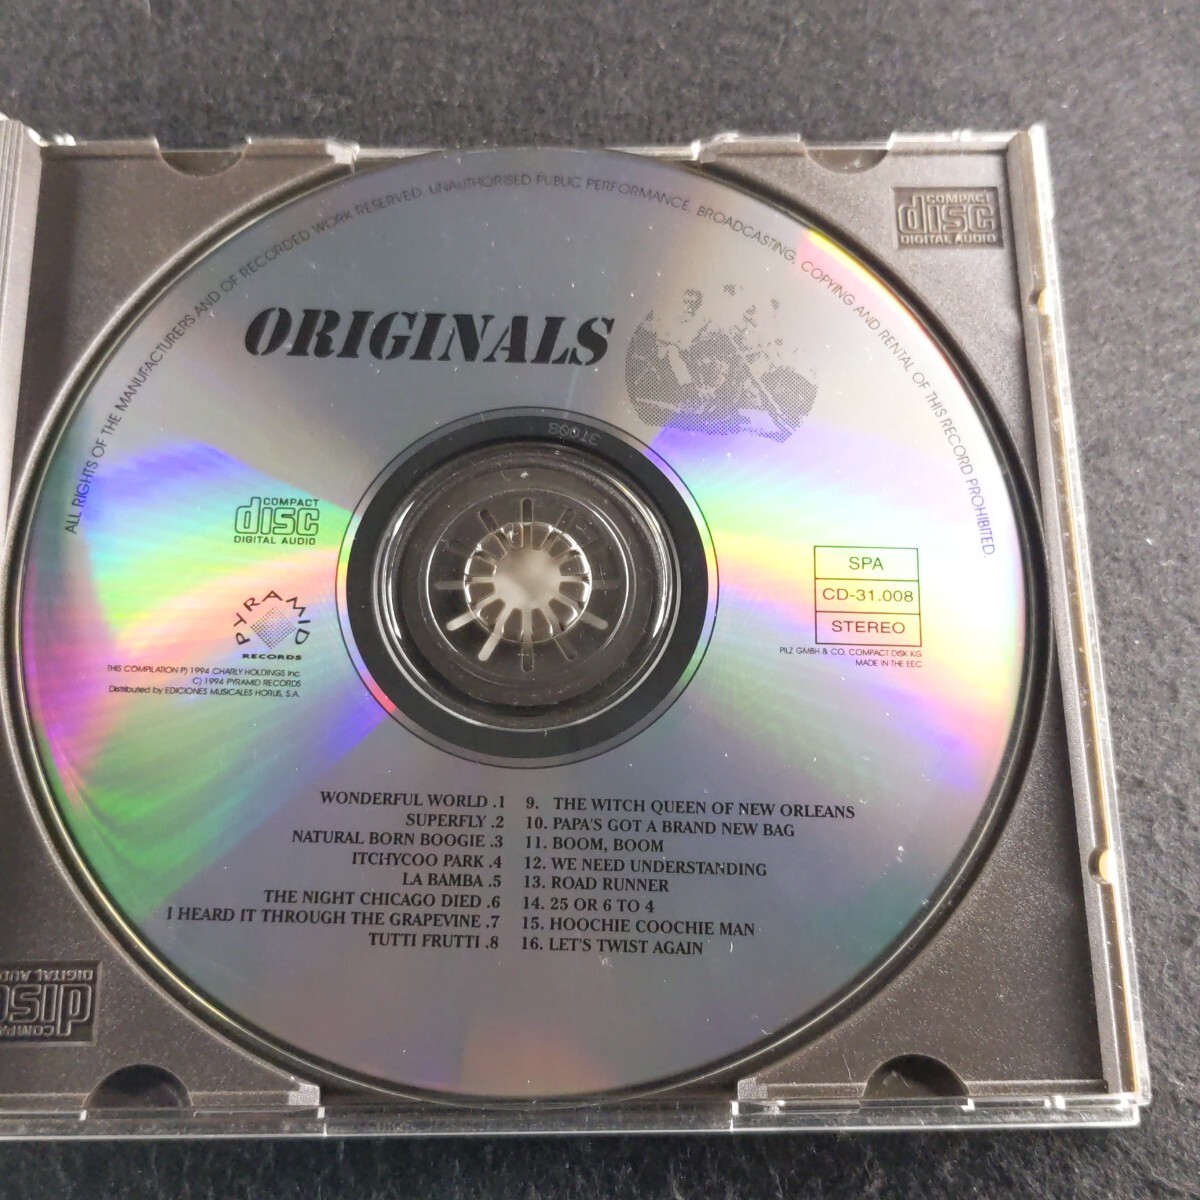 ALL RIGHTS OF THE MANUFACTURERS AND OF RECORDED WORK RESERVED. UNAUTHORISED PUBLIC PERFORMANCE, BROADCASTING, COPYING AND RENTAL OF THIS RECORD PROHIBITED.
COMPACT
disc
DIGITAL AUDIO
ORIGINALS
31008
COMPACT
disc
DIGITAL AUDIO
PYRAMID
RECORDS
THIS COMPILATION P) 1994 CHARLY HOLDINGS Inc.
C) 1994 PYRAMID RECORDS
Distributed by EDICIONES MUSICALES HORUS, S.A.
SPA
CD-31.008
STEREO
PILZ GMBH & CO. COMPACT DISK KG
MADE IN THE EEC
WONDERFUL WORLD .1
SUPERFLY .2
NATURAL BORN BOOGIE .3
ITCHYCOO PARK .4
LA BAMBA .5
THE NIGHT CHICAGO DIED .6
I HEARD IT THROUGH THE GRAPEVINE .7
TUTTI FRUTTI .8
9. THE WITCH QUEEN OF NEW ORLEANS
10. PAPA'S GOT A BRAND NEW BAG
11. BOOM, BOOM
12. WE NEED UNDERSTANDING
13. ROAD RUNNER
14. 25 OR 6 TO 4
15. HOOCHIE COOCHIE MAN
16. LET'S TWIST AGAIN
COMPA
disc
DIGITAL AUD